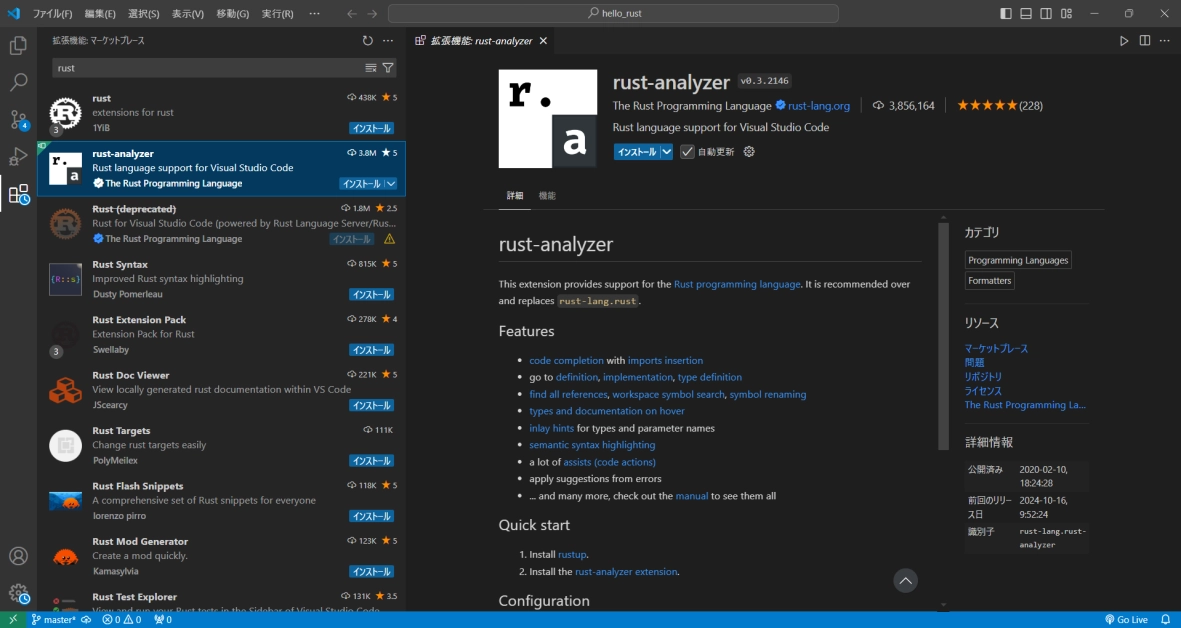 ファイル(F) 編集(E) 選択(S) 表示(V) 移動(G) 実行(R) ···
hello_rust
拡張機能: マーケットプレース
rust
rust
438K ★ 5
extensions for rust
1YiB
インストール
3
r.
a
rust-analyzer
3.8M ★ 5
Rust language support for Visual Studio Code
The Rust Programming Language
インストール
Rust (deprecated)
1.8M ★ 2.5
Rust for Visual Studio Code (powered by Rust Language Server/Rus...
The Rust Programming Language
インストール
{R::s}
Rust Syntax
815K ★ 5
Improved Rust syntax highlighting
Dusty Pomerleau
インストール
Rust Extension Pack
278K ★ 4
Extension Pack for Rust
Swellaby
インストール
3
Rust Doc Viewer
221K ★ 5
View locally generated rust documentation within VS Code
JScearcy
インストール
Rust Targets
111K
Change rust targets easily
PolyMeilex
インストール
Rust Flash Snippets
118K ★ 5
A comprehensive set of Rust snippets for everyone
lorenzo pirro
インストール
Rust Mod Generator
123K ★ 5
Create a mod quickly.
Kamasylvia
インストール
Rust Test Explorer
131K ★ 3.5
View and run your Rust tests in the Sidebar of Visual Studio Code
4
拡張機能: rust-analyzer
r.
a
rust-analyzer v0.3.2146
The Rust Programming Language rust-lang.org 3,856,164 ★★★★★(228)
Rust language support for Visual Studio Code
インストール 自動更新
詳細 機能
rust-analyzer
This extension provides support for the Rust programming language. It is recommended over
and replaces rust-lang.rust.
Features
• code completion with imports insertion
• go to definition, implementation, type definition
• find all references, workspace symbol search, symbol renaming
• types and documentation on hover
• inlay hints for types and parameter names
• semantic syntax highlighting
• a lot of assists (code actions)
• apply suggestions from errors
• ... and many more, check out the manual to see them all
Quick start
1. Install rustup.
2. Install the rust-analyzer extension.
Configuration
カテゴリ
Programming Languages
Formatters
リソース
マーケットプレース
問題
リポジトリ
ライセンス
The Rust Programming La...
詳細情報
公開済み 2020-02-10,
18:24:28
前回のリリー 2024-10-16,
ス日 9:52:24
識別子 rust-lang.rust-
analyzer
master* 0 0 0
Go Live